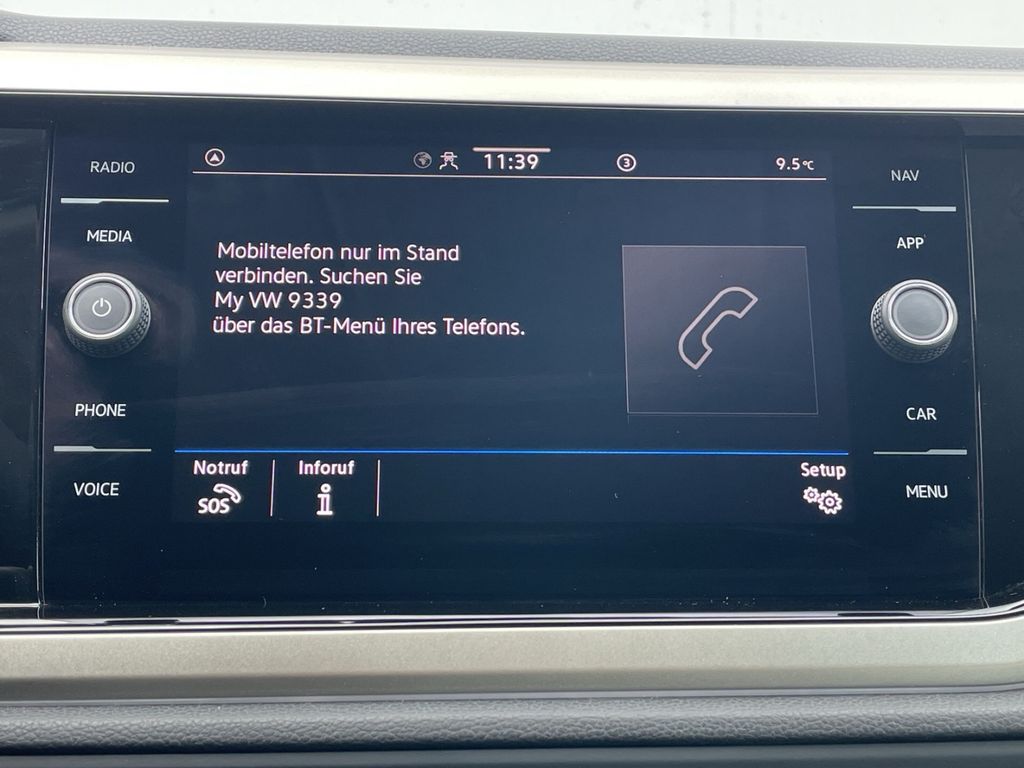 RADIO
MEDIA
PHONE
VOICE
11:39
3
9.5°C
Mobiltelefon nur im Stand
verbinden. Suchen Sie
My VW 9339
über das BT-Menü Ihres Telefons.
Notruf
SOS
Inforuf
Setup
NAV
APP
CAR
MENU